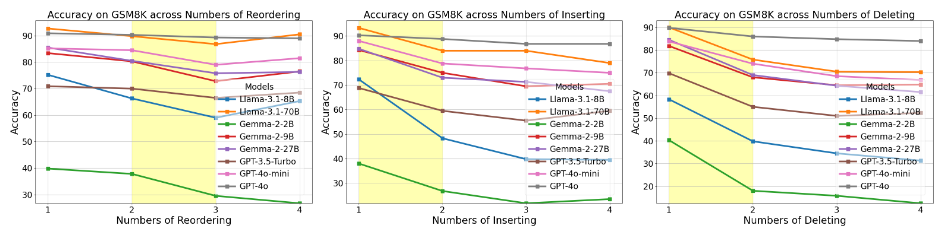 Accuracy on GSM8K across Numbers of Reordering
Accuracy
90
80
70
60
50
40
30
Models
Llama-3.1-8B
Llama-3.1-70B
Gemma-2-2B
Gemma-2-9B
Gemma-2-27B
GPT-3.5-Turbo
GPT-4o-mini
GPT-4o
1 2 3 4
Numbers of Reordering
Accuracy on GSM8K across Numbers of Inserting
Accuracy
90
80
70
60
50
40
30
Models
Llama-3.1-8B
Llama-3.1-70B
Gemma-2-2B
Gemma-2-9B
Gemma-2-27B
GPT-3.5-Turbo
GPT-4o-mini
GPT-4o
1 2 3 4
Numbers of Inserting
Accuracy on GSM8K across Numbers of Deleting
Accuracy
90
80
70
60
50
40
30
20
Models
Llama-3.1-8B
Llama-3.1-70B
Gemma-2-2B
Gemma-2-9B
Gemma-2-27B
GPT-3.5-Turbo
GPT-4o-mini
GPT-4o
1 2 3 4
Numbers of Deleting